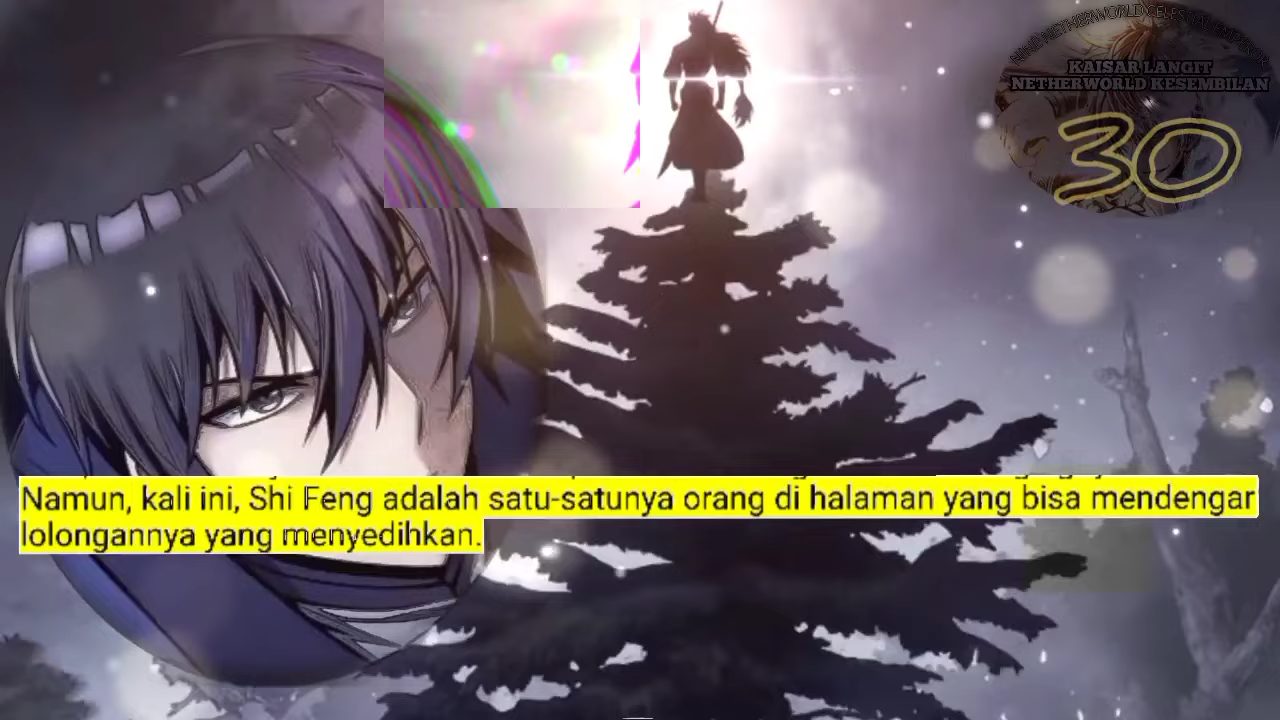 KAISAR LANGIT
NETHERWORLD KESEMBILAN
30
Namun, kali ini, Shi Feng adalah satu-satunya orang di halaman yang bisa mendengar
lolongannya yang menyedihkan.